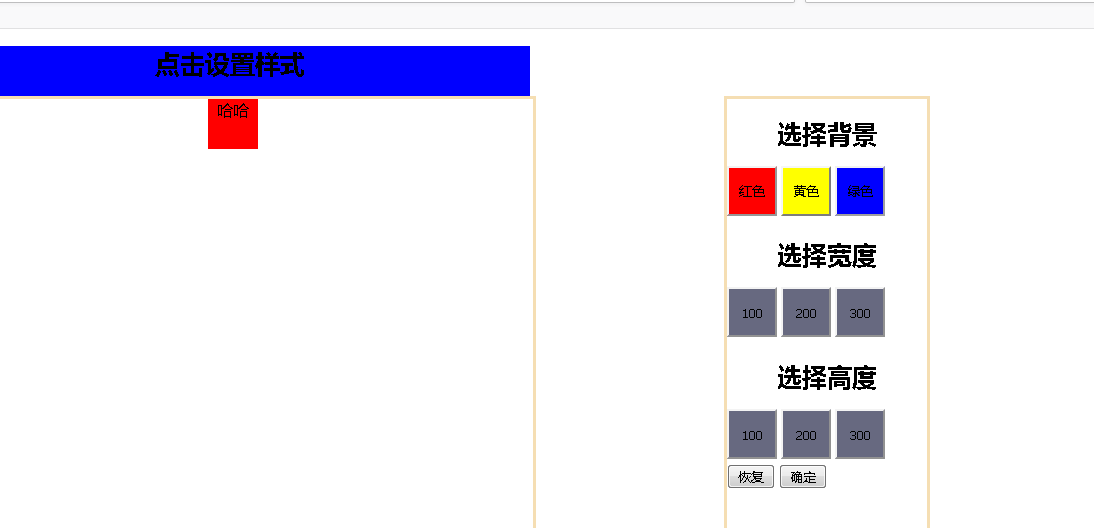 点击设置样式
哈哈
选择背景
红色 黄色 绿色
选择宽度
100 200 300
选择高度
100 200 300
恢复 确定